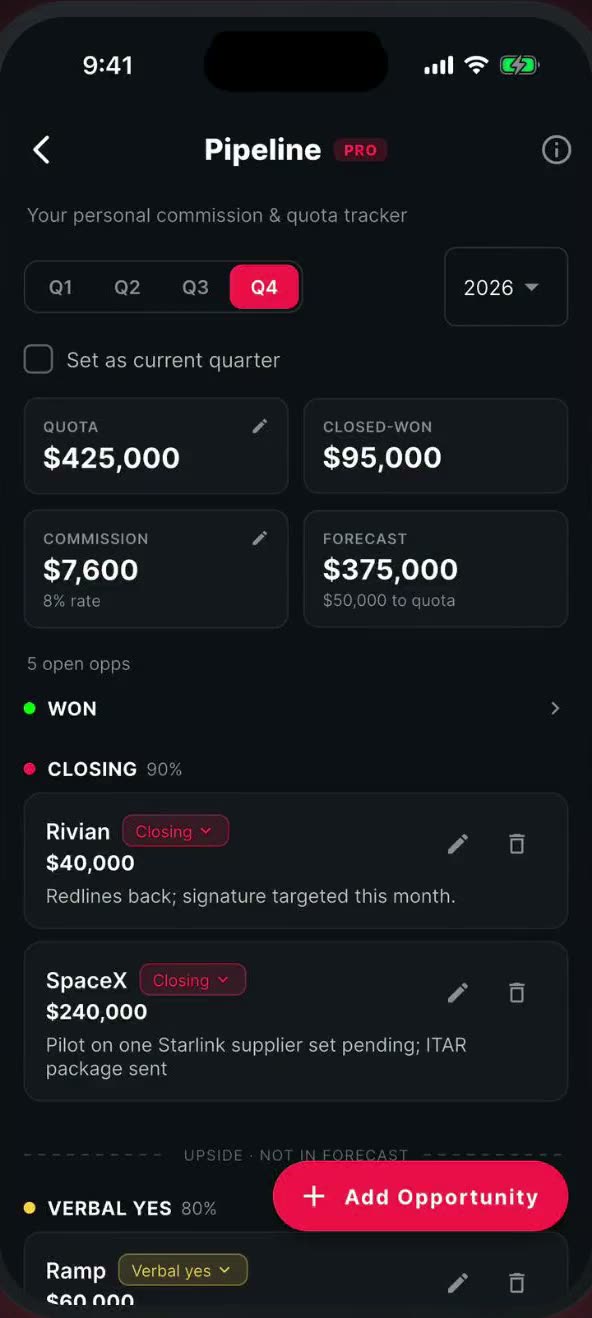 9:41
Pipeline PRO
Your personal commission & quota tracker
Q1 Q2 Q3 Q4 2026
Set as current quarter
QUOTA
$425,000
CLOSED-WON
$95,000
COMMISSION
$7,600
8% rate
FORECAST
$375,000
$50,000 to quota
5 open opps
WON
CLOSING 90%
Rivian Closing
$40,000
Redlines back; signature targeted this month.
SpaceX Closing
$240,000
Pilot on one Starlink supplier set pending; ITAR
package sent
UPSIDE · NOT IN FORECAST
+ Add Opportunity
VERBAL YES 80%
Ramp Verbal yes
$60,000